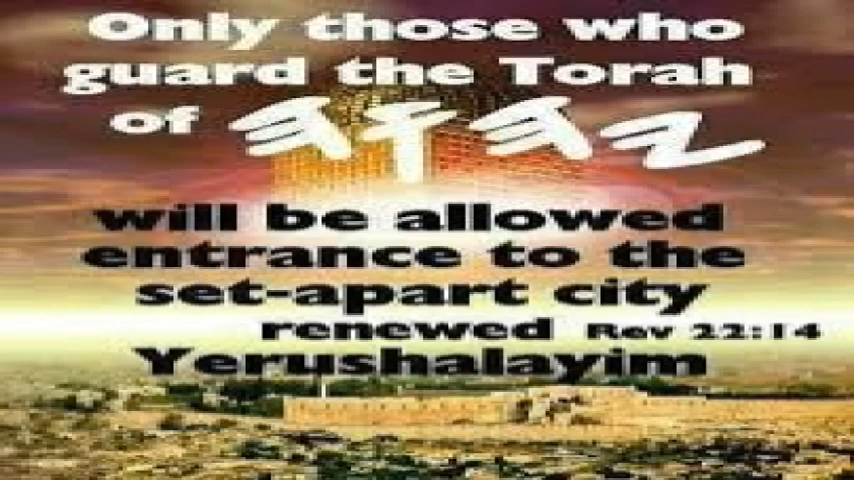 Only those who
guard the Torah
of 𐤉𐤄𐤅𐤄
will be allowed
entrance to the
set-apart city
renewed Rev 22:14
Yerushalayim